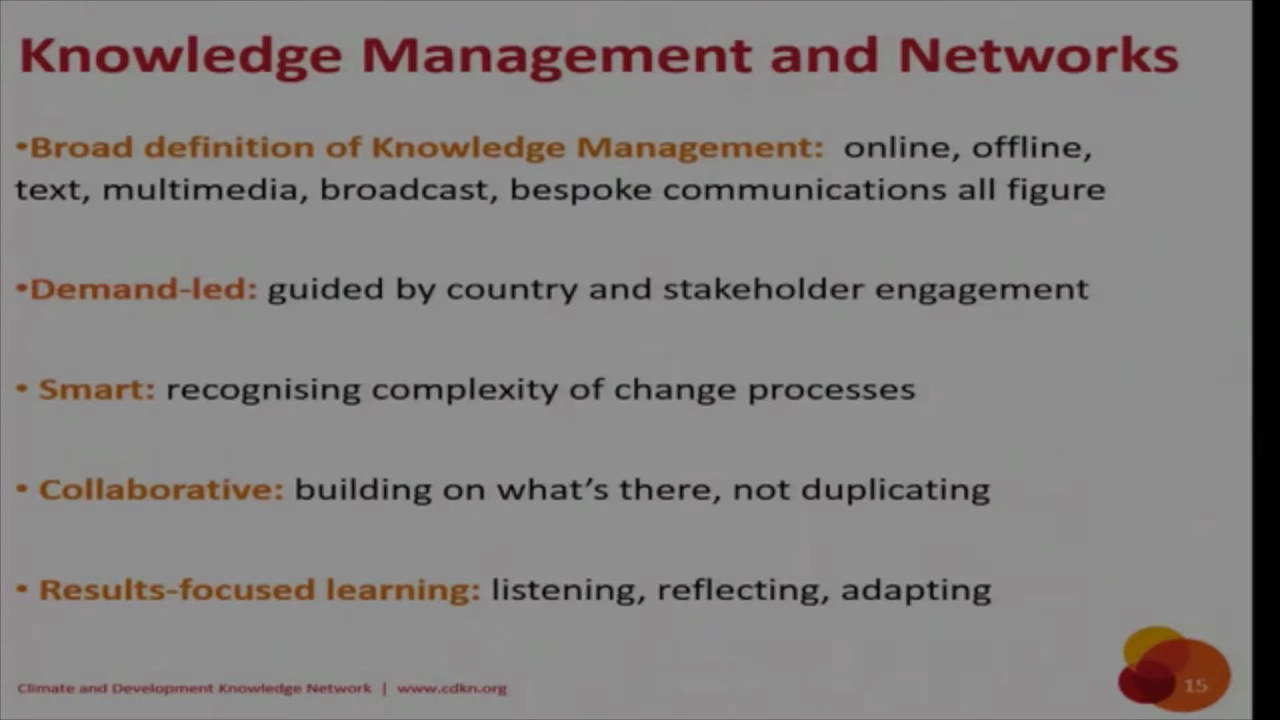 Knowledge Management and Networks
•Broad definition of Knowledge Management: online, offline,
text, multimedia, broadcast, bespoke communications all figure
•Demand-led: guided by country and stakeholder engagement
• Smart: recognising complexity of change processes
• Collaborative: building on what’s there, not duplicating
• Results-focused learning: listening, reflecting, adapting
Climate and Development Knowledge Network | www.cdkn.org
15